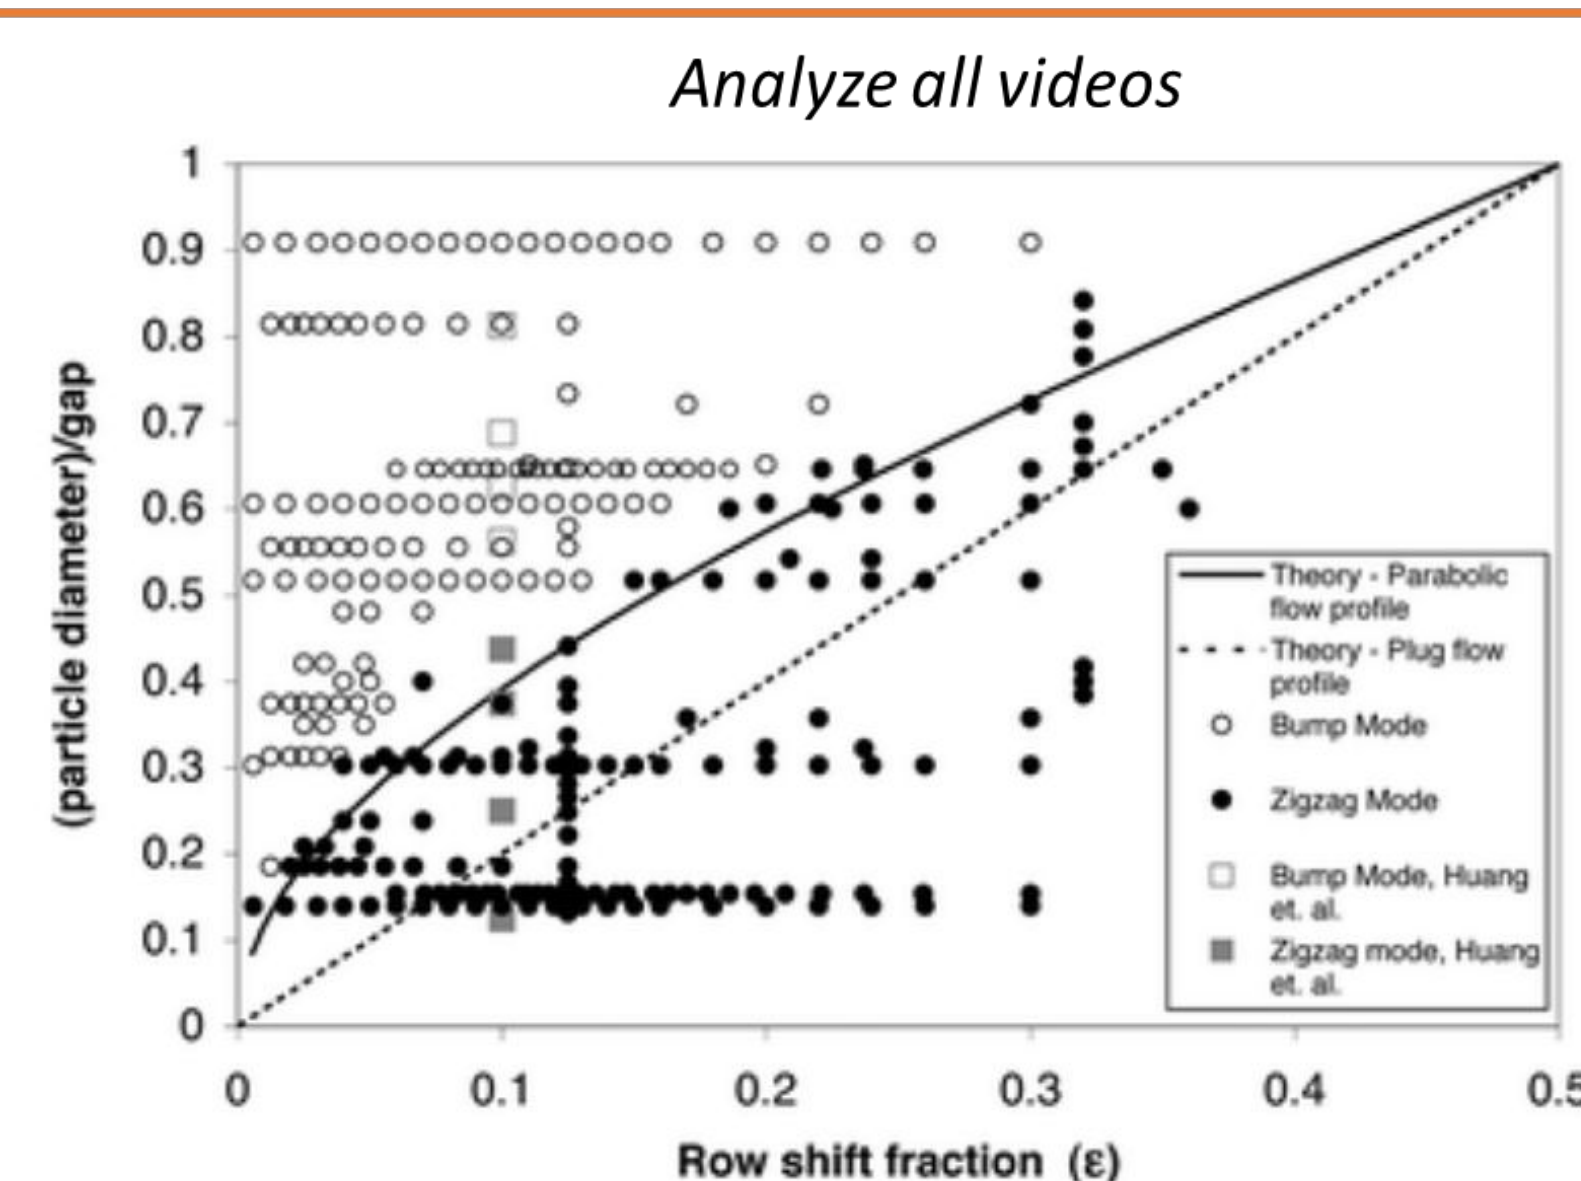 Analyze all videos
1
0.9
0.8
0.7
0.6
0.5
0.4
0.3
0.2
0.1
0
(particle diameter)/gap
Theory - Parabolic
flow profile
Theory - Plug flow
profile
Bump Mode
Zigzag Mode
Bump Mode, Huang
et. al.
Zigzag mode, Huang
et. al.
0 0.1 0.2 0.3 0.4 0.5
Row shift fraction (ε)